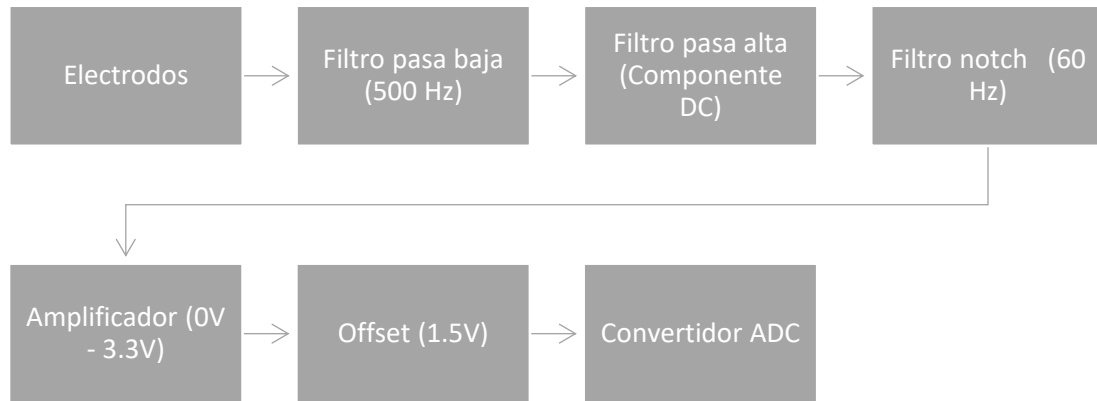 Electrodos
Filtro pasa baja
(500 Hz)
Filtro pasa alta
(Componente
DC)
Filtro notch (60
Hz)
Amplificador (0V
- 3.3V)
Offset (1.5V)
Convertidor ADC